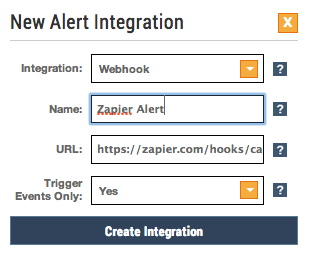 New Alert Integration
X
Integration: Webhook ?
Name: Zapier Alert ?
URL: https://zapier.com/hooks/ca ?
Trigger
Events Only: Yes ?
Create Integration